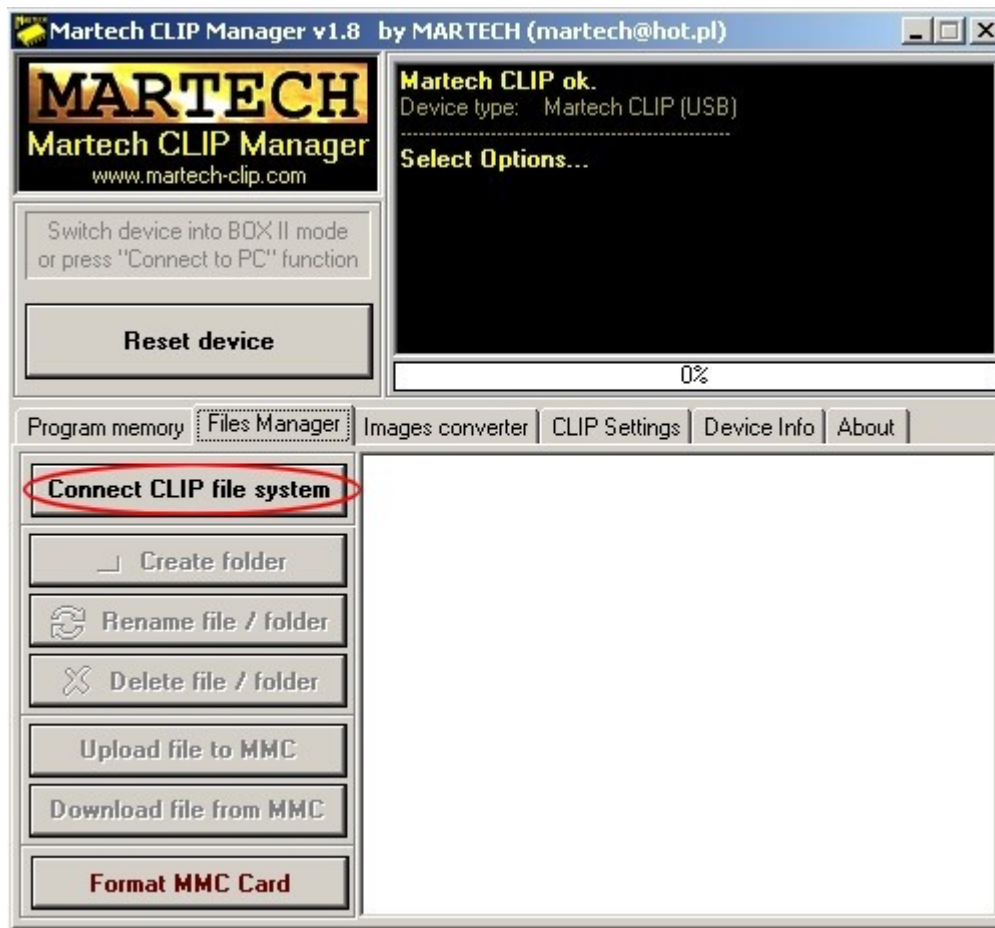 Martech CLIP Manager v1.8 by MARTECH (martech@hot.pl)
MARTECH
Martech CLIP Manager
www.martech-clip.com
Martech CLIP ok.
Device type: Martech CLIP (USB)
Select Options...
Switch device into BOX II mode
or press "Connect to PC" function
Reset device
0%
Program memory Files Manager Images converter CLIP Settings Device Info About
Connect CLIP file system
Create folder
Rename file / folder
Delete file / folder
Upload file to MMC
Download file from MMC
Format MMC Card